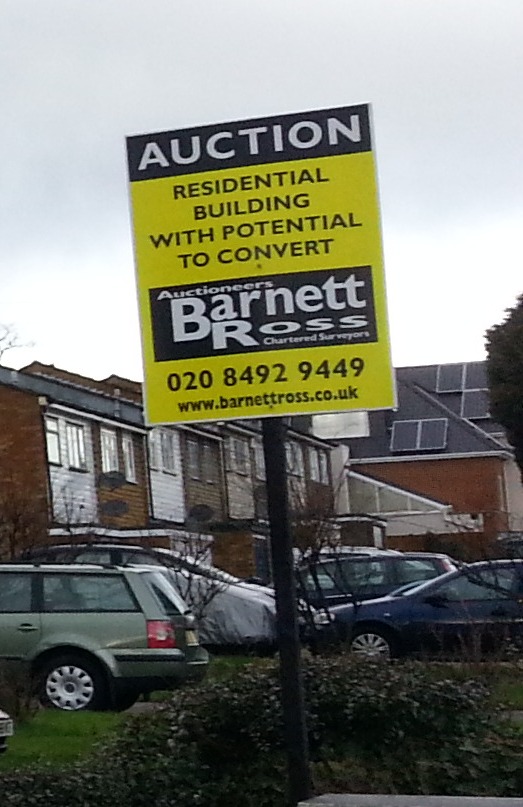 AUCTION
RESIDENTIAL
BUILDING
WITH POTENTIAL
TO CONVERT
Auctioneers
Barnett
Ross
Chartered Surveyors
020 8492 9449
www.barnettross.co.uk